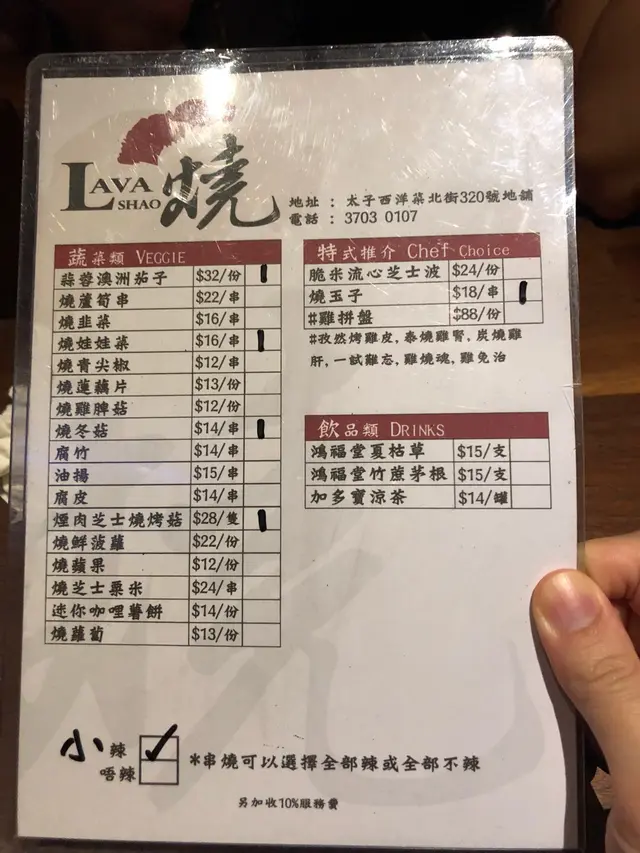 LAVA SHAO 燒
地址 : 太子西洋菜北街320號地舖
電話 : 3703 0107
蔬菜類 VEGGIE
蒜蓉澳洲茄子 $32/份
燒蘆筍串 $22/串
燒韭菜 $16/串
燒娃娃菜 $16/串
燒青尖椒 $12/串
燒蓮藕片 $13/份
燒雞脾菇 $12/份
燒冬菇 $14/串
腐竹 $14/串
油揚 $15/串
腐皮 $14/串
煙肉芝士燒烤菇 $28/隻
燒鮮菠蘿 $22/份
燒蘋果 $12/份
燒芝士粟米 $24/串
迷你咖哩薯餅 $14/份
燒蘿蔔 $13/份
特式推介 Chef Choice
脆米流心芝士波 $24/份
燒玉子 $18/串
#雞拼盤 $88/份
#孜然烤雞皮, 泰燒雞腎, 炭燒雞
肝, 一試雞忘, 雞燒魂, 雞免治
飲品類 DRINKS
鴻福堂夏枯草 $15/支
鴻福堂竹蔗茅根 $15/支
加多寶涼茶 $14/罐
小辣 ✓
唔辣
*串燒可以選擇全部辣或全部不辣
另加收10%服務費